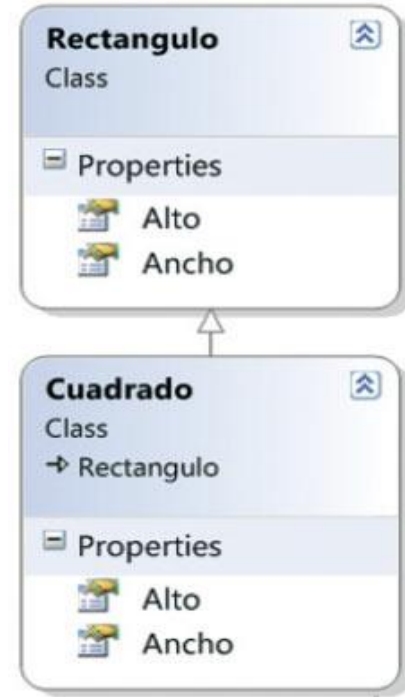 Rectangulo
Class
Properties
Alto
Ancho
Cuadrado
Class
Rectangulo
Properties
Alto
Ancho